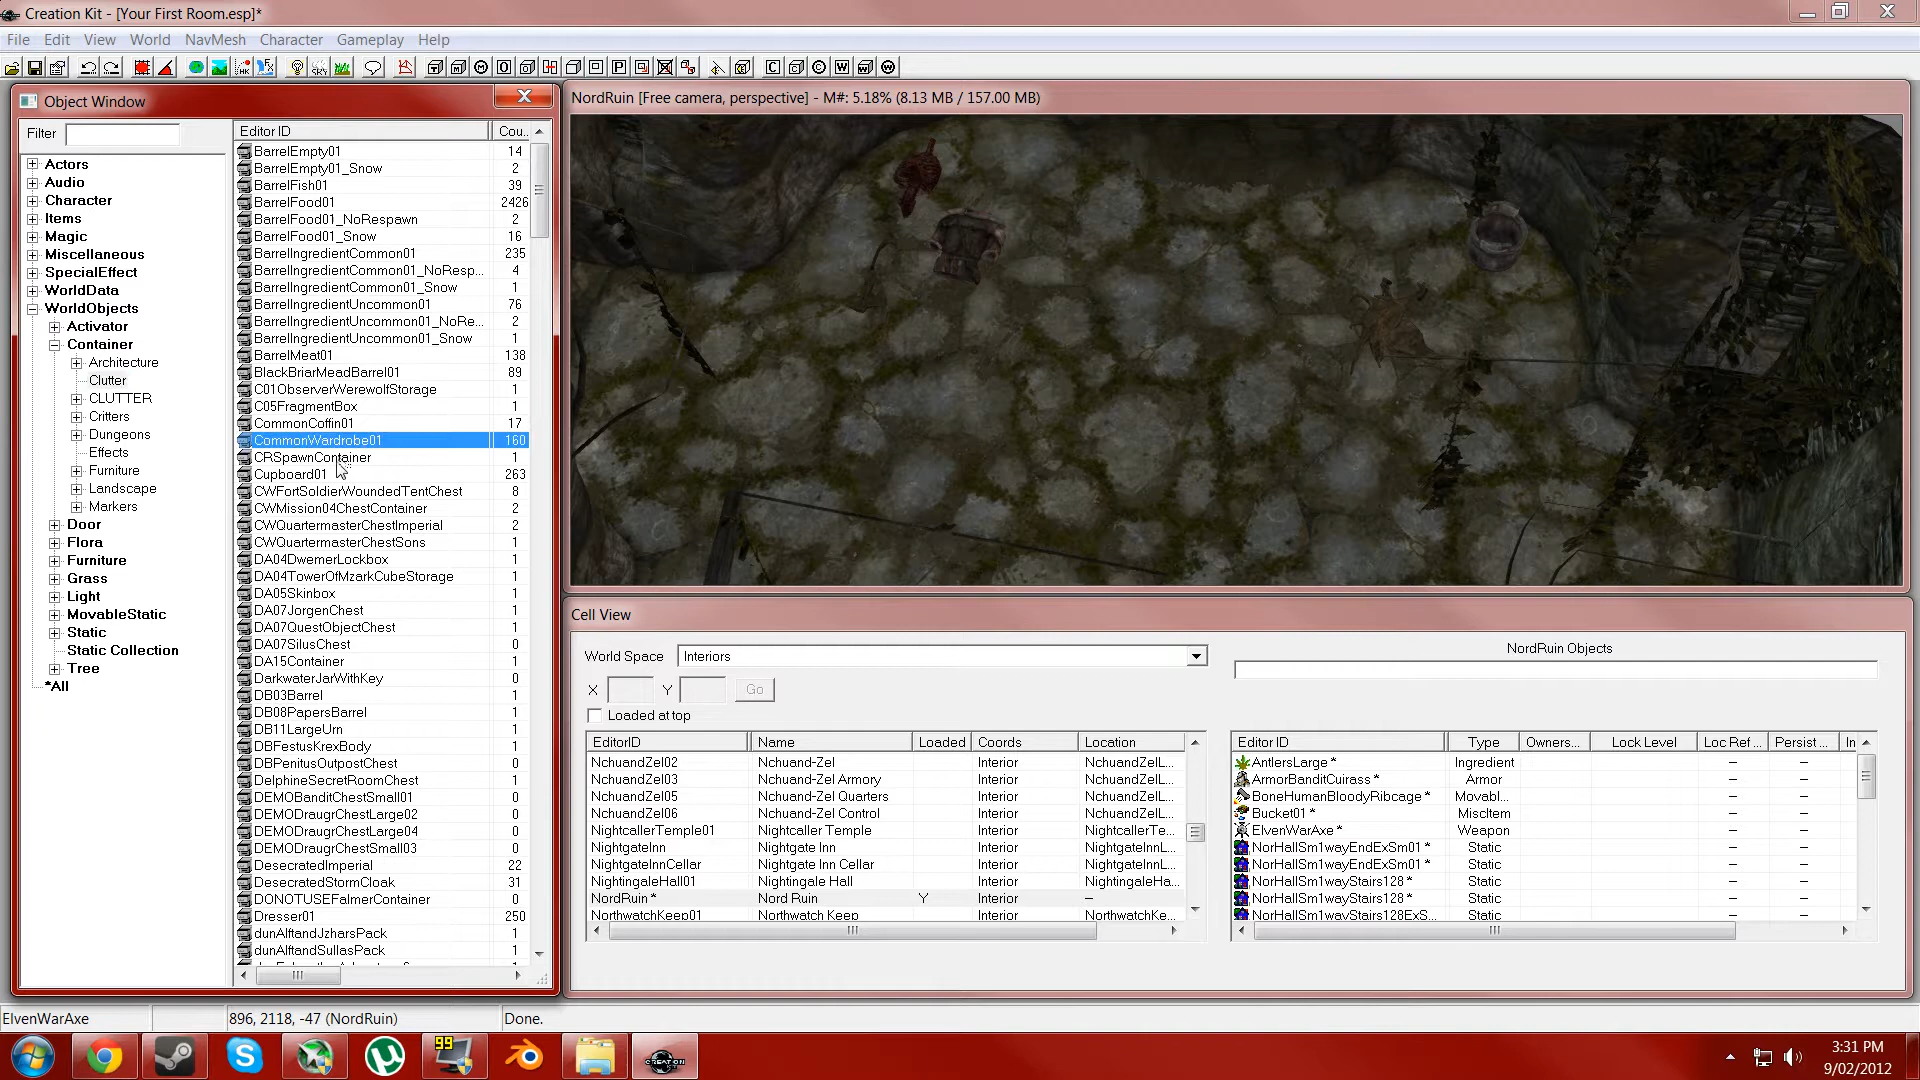 Creation Kit - [Your First Room.esp]*
File Edit View World NavMesh Character Gameplay Help
Object Window
Filter
Actors
Audio
Character
Items
Magic
Miscellaneous
SpecialEffect
WorldData
WorldObjects
Activator
Container
Architecture
Clutter
CLUTTER
Critters
Dungeons
Effects
Furniture
Landscape
Markers
Door
Flora
Furniture
Grass
Light
MovableStatic
Static
Static Collection
Tree
*All
Editor ID Cou...
BarrelEmpty01 14
BarrelEmpty01_Snow 2
BarrelFish01 39
BarrelFood01 2426
BarrelFood01_NoRespawn 2
BarrelFood01_Snow 16
BarrelIngredientCommon01 235
BarrelIngredientCommon01_NoResp... 4
BarrelIngredientCommon01_Snow 1
BarrelIngredientUncommon01 76
BarrelIngredientUncommon01_NoRe... 2
BarrelIngredientUncommon01_Snow 1
BarrelMeat01 138
BlackBriarMeadBarrel01 89
C01ObserverWerewolfStorage 1
C05FragmentBox 1
CommonCoffin01 17
CommonWardrobe01 160
CRSpawnContainer 1
Cupboard01 263
CWFortSoldierWoundedTentChest 8
CWMission04ChestContainer 2
CWQuartermasterChestImperial 2
CWQuartermasterChestSons 1
DA04DwemerLockbox 1
DA04TowerOfMzarkCubeStorage 1
DA05Skinbox 1
DA07JorgenChest 1
DA07QuestObjectChest 1
DA07SilusChest 0
DA15Container 1
DarkwaterJarWithKey 0
DB03Barrel 1
DB08PapersBarrel 1
DB11LargeUrn 1
DBFestusKrexBody 1
DBPenitusOutpostChest 1
DelphineSecretRoomChest 1
DEMOBanditChestSmall01 0
DEMODraugrChestLarge02 0
DEMODraugrChestLarge04 0
DEMODraugrChestSmall03 0
DesecratedImperial 22
DesecratedStormCloak 31
DONOTUSEFalmerContainer 0
Dresser01 250
dunAlftandJzharsPack 1
dunAlftandSullasPack 1
NordRuin [Free camera, perspective] - M#: 5.18% (8.13 MB / 157.00 MB)
Cell View
World Space Interiors
X Y Go
Loaded at top
EditorID Name Loaded Coords Location
NchuandZel02 Nchuand-Zel Interior NchuandZelL...
NchuandZel03 Nchuand-Zel Armory Interior NchuandZelL...
NchuandZel05 Nchuand-Zel Quarters Interior NchuandZelL...
NchuandZel06 Nchuand-Zel Control Interior NchuandZelL...
NightcallerTemple01 Nightcaller Temple Interior NightcallerTe...
NightgateInn Nightgate Inn Interior NightgateInnL...
NightgateInnCellar Nightgate Inn Cellar Interior NightgateInnL...
NightingaleHall01 Nightingale Hall Interior NightingaleHa...
NordRuin * Nord Ruin Y Interior –
NorthwatchKeep01 Northwatch Keep Interior NorthwatchKe...
NordRuin Objects
Editor ID Type Owners... Lock Level Loc Ref ... Persist ... In
AntlersLarge * Ingredient – –
ArmorBanditCuirass * Armor – –
BoneHumanBloodyRibcage * Movabl... – –
Bucket01 * MiscItem – –
ElvenWarAxe * Weapon – –
NorHallSm1wayEndExSm01 * Static – –
NorHallSm1wayEndExSm01 * Static – –
NorHallSm1wayStairs128 * Static – –
NorHallSm1wayStairs128 * Static – –
NorHallSm1wayStairs128ExS... Static – –
ElvenWarAxe 896, 2118, -47 (NordRuin) Done.
99
CREATION
3:31 PM
9/02/2012